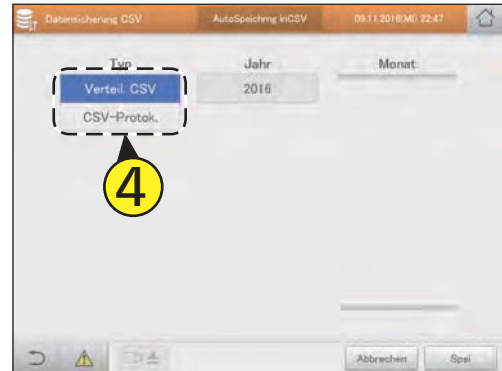 Datensicherung CSV
AutoSpeichrng inCSV
09.11.2016(Mi) 22:47
Typ
Jahr
Monat
Verteil. CSV
2016
CSV-Protok.
4
Abbrechen
Spei